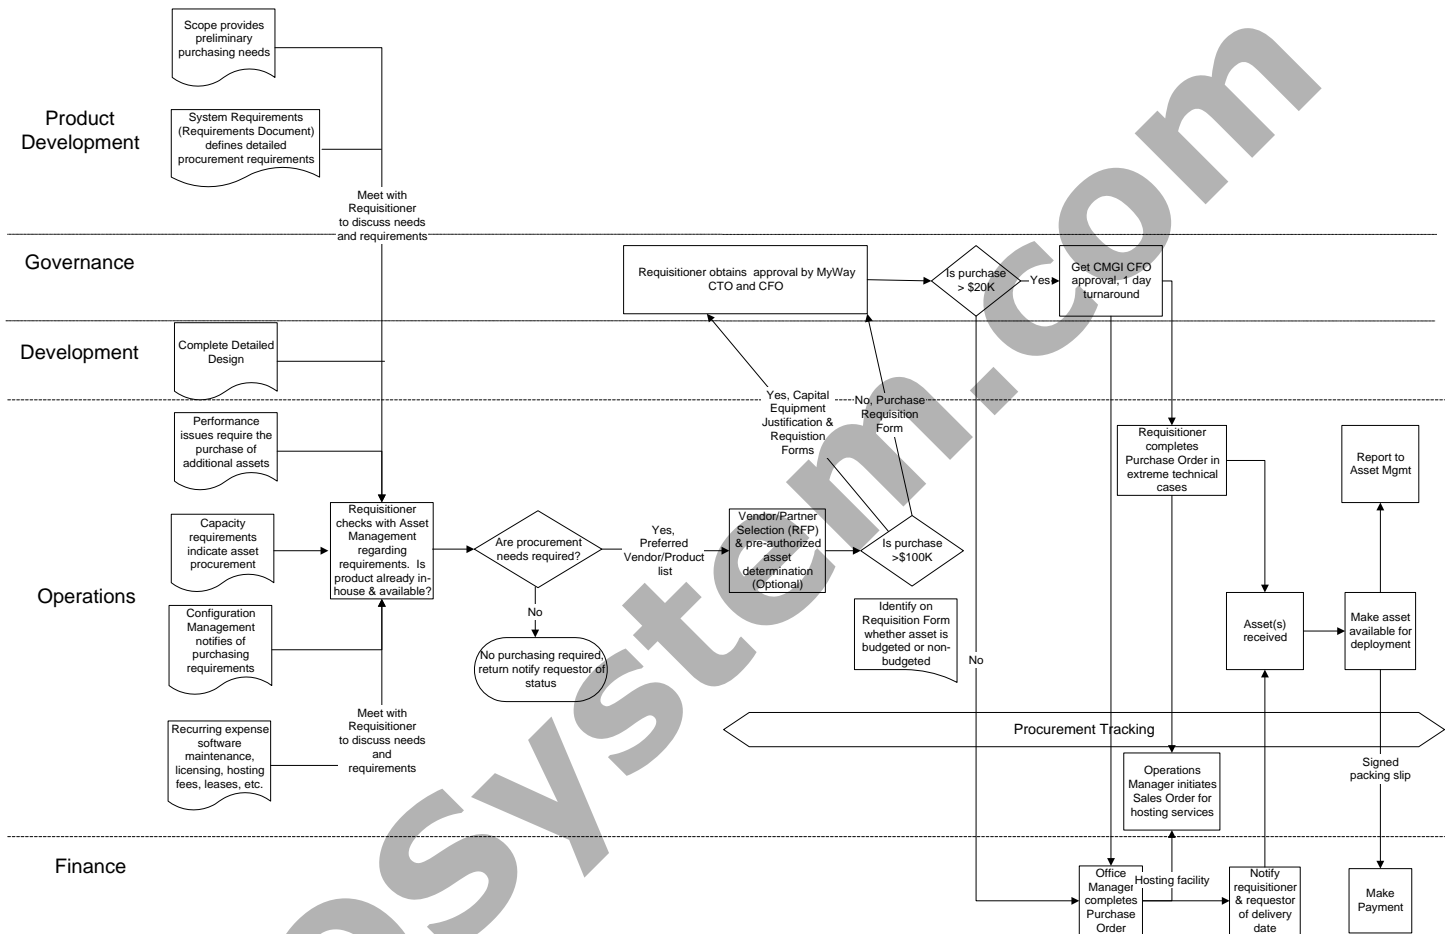 Scope provides
preliminary
purchasing needs
Product
Development
System Requirements
(Requirements Document)
defines detailed
procurement requirements
Meet with
Requisitioner
to discuss needs
and requirements
Governance
Requisitioner obtains  approval by MyWay
CTO and CFO
Is purchase
> $20K
Yes
Get CMGI CFO
approval, 1 day
turnaround
Development
Complete Detailed
Design
Yes, Capital
Equipment
Justification &
Requistion
Forms
No, Purchase
Requisition
Form
Performance
issues require the
purchase of
additional assets
Requisitioner
completes
Purchase Order in
extreme technical
cases
Report to
Asset Mgmt
Operations
Capacity
requirements
indicate asset
procurement
Requisitioner
checks with Asset
Management
regarding
requirements.  Is
product already in-
house & available?
Are procurement
needs required?
Yes,
Preferred
Vendor/Product
list
Vendor/Partner
Selection (RFP)
& pre-authorized
asset
determination
(Optional)
Is purchase
>$100K
Configuration
Management
notifies of
purchasing
requirements
No
No purchasing required,
return notify requestor of
status
Identify on
Requisition Form
whether asset is
budgeted or non-
budgeted
No
Asset(s)
received
Make asset
available for
deployment
Recurring expense
software
maintenance,
licensing, hosting
fees, leases, etc.
Meet with
Requisitioner
to discuss needs
and
requirements
Procurement Tracking
Operations
Manager initiates
Sales Order for
hosting services
Signed
packing slip
Finance
Office
Manager
completes
Purchase
Order
Hosting facility
Notify
requisitioner
& requestor
of delivery
date
Make
Payment
osystem.com